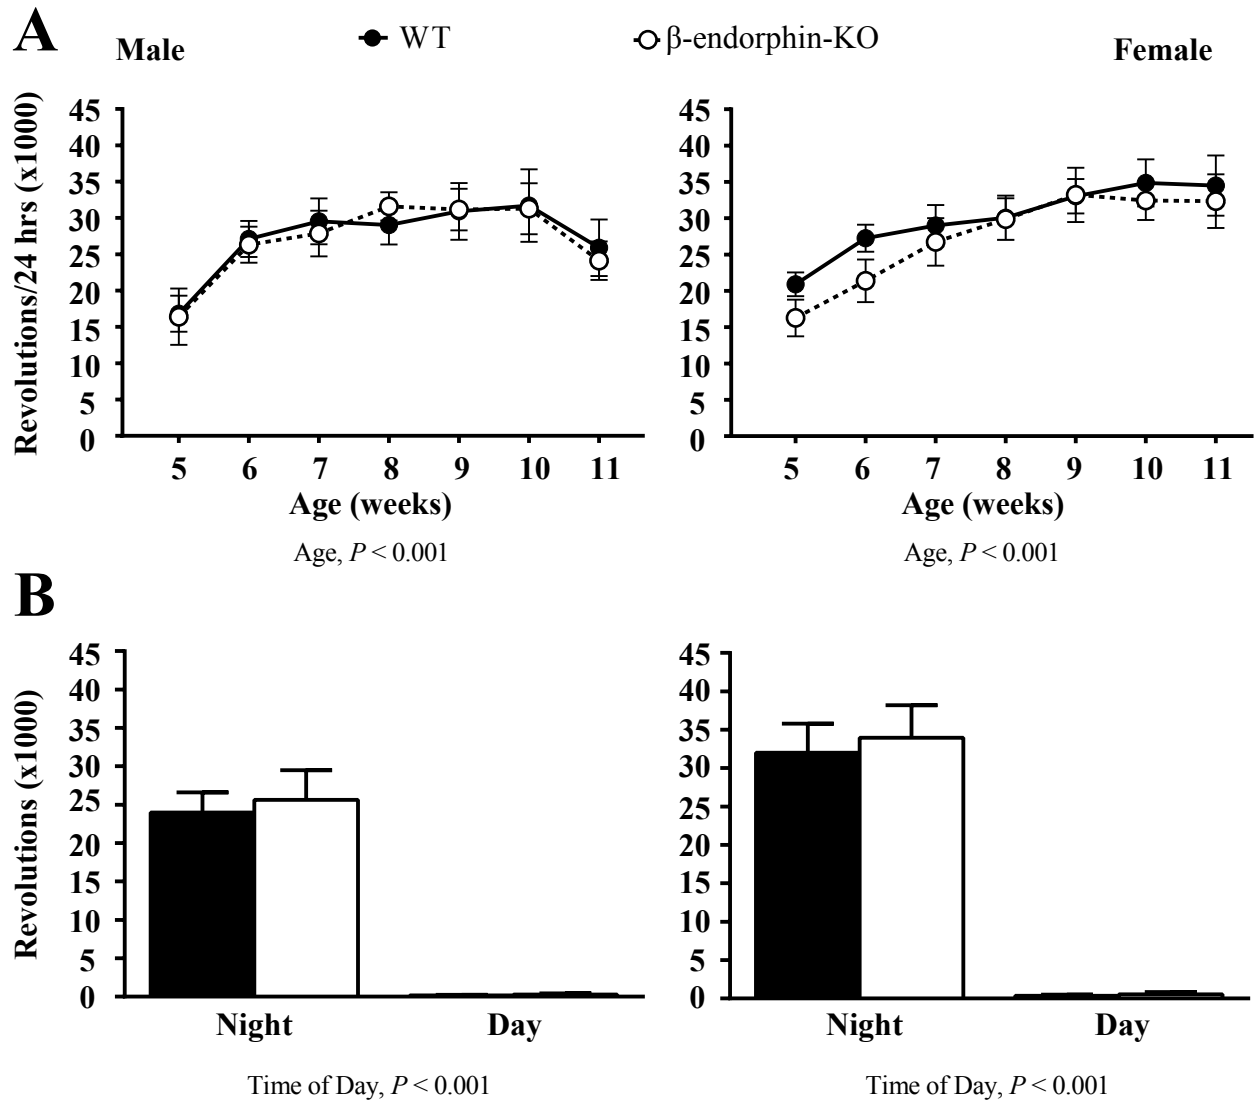 A
Male
WT
β-endorphin-KO
Female
Revolutions/24 hrs (x1000)
45
40
35
30
25
20
15
10
5
0
5 6 7 8 9 10 11
Age (weeks)
Age, P < 0.001
45
40
35
30
25
20
15
10
5
0
5 6 7 8 9 10 11
Age (weeks)
Age, P < 0.001
B
Revolutions (x1000)
45
40
35
30
25
20
15
10
5
0
Night Day
Time of Day, P < 0.001
45
40
35
30
25
20
15
10
5
0
Night Day
Time of Day, P < 0.001